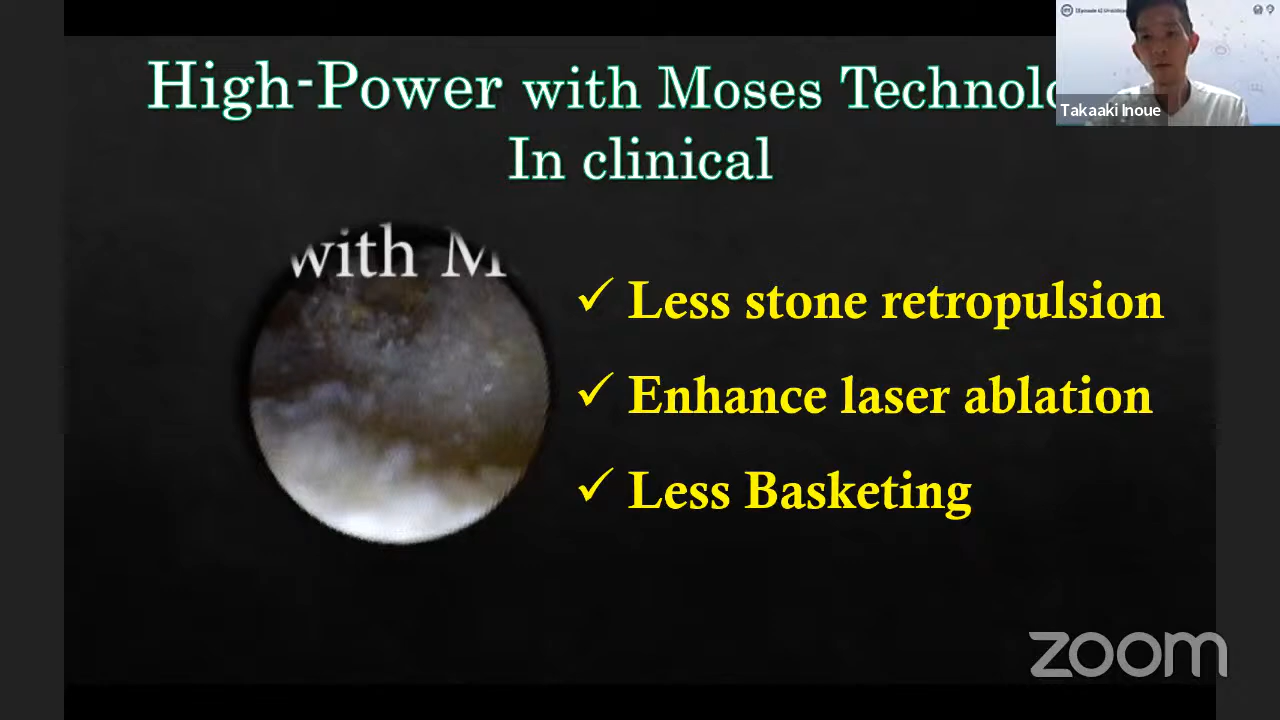 High-Power with Moses Technolo
In clinical
Takaaki Inoue
with M
✓ Less stone retropulsion
✓ Enhance laser ablation
✓ Less Basketing
zoom